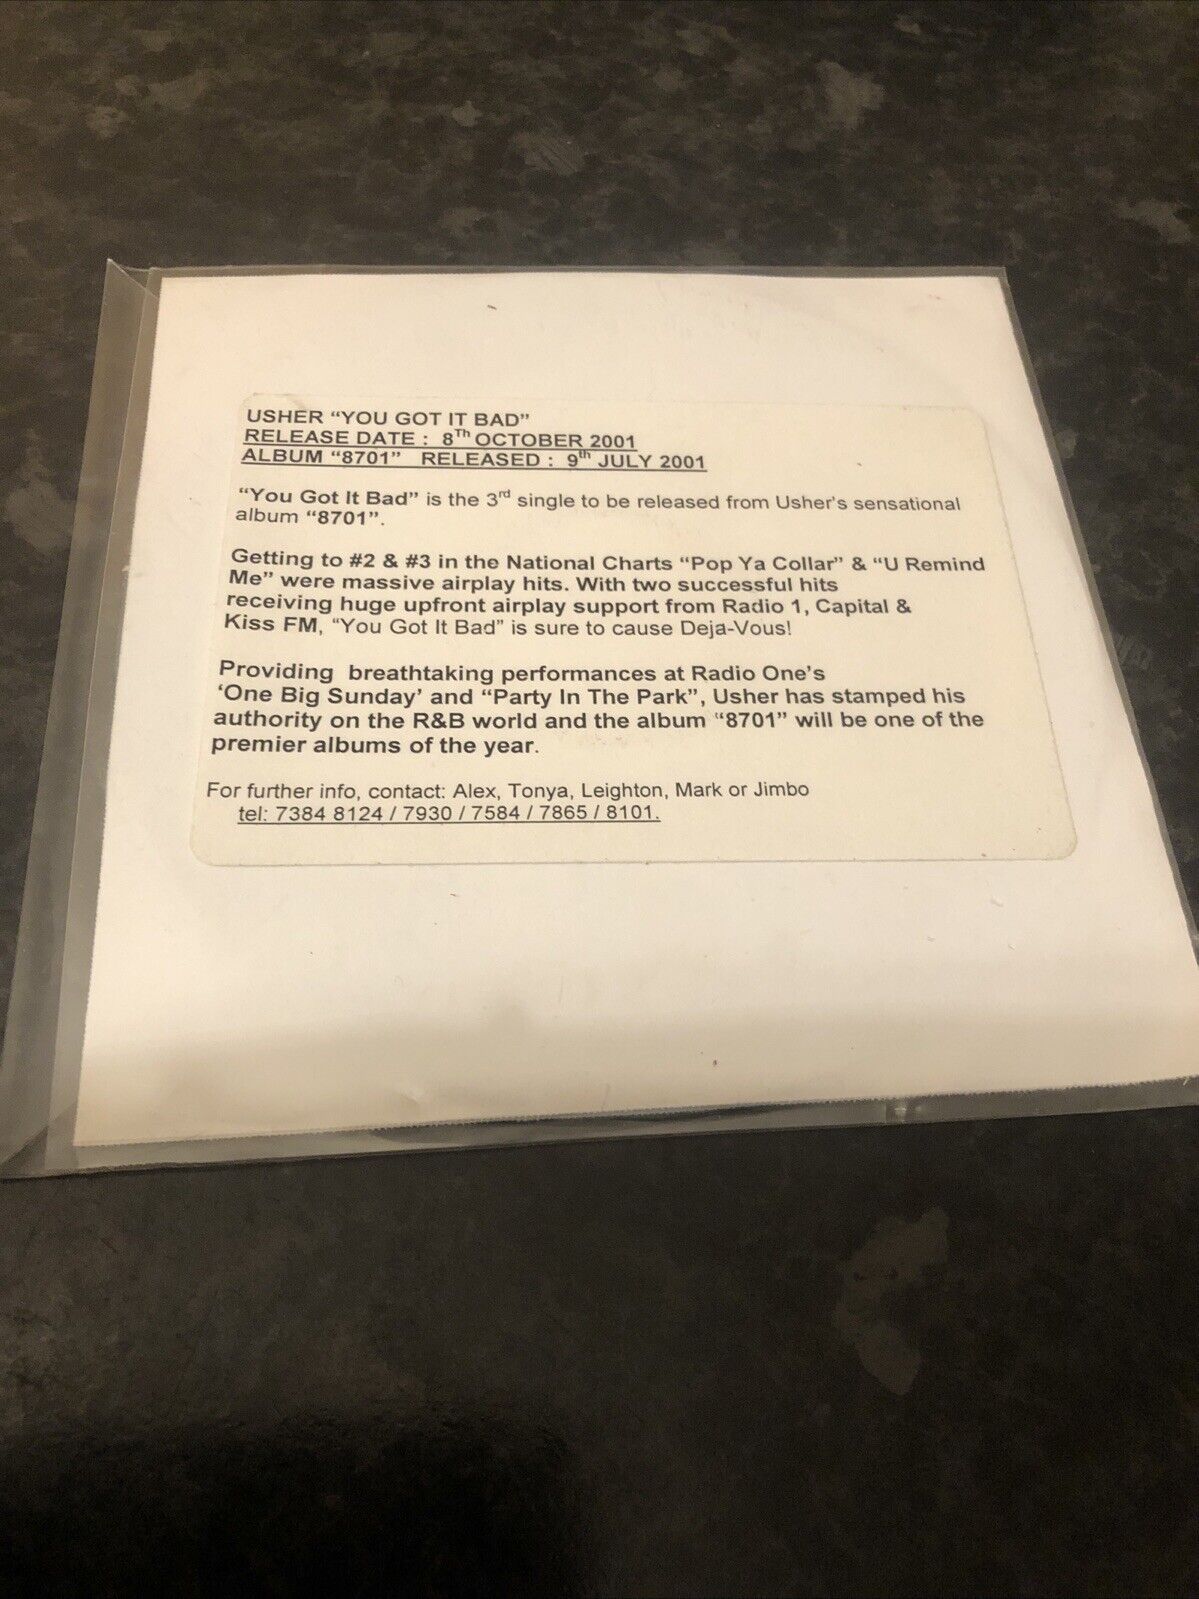 USHER “YOU GOT IT BAD”
RELEASE DATE : 8Th OCTOBER 2001
ALBUM “8701” RELEASED : 9th JULY 2001
“You Got It Bad” is the 3rd single to be released from Usher's sensational
album “8701”.
Getting to #2 & #3 in the National Charts “Pop Ya Collar” & “U Remind
Me” were massive airplay hits. With two successful hits
receiving huge upfront airplay support from Radio 1, Capital &
Kiss FM, “You Got It Bad” is sure to cause Deja-Vous!
Providing breathtaking performances at Radio One's
‘One Big Sunday’ and “Party In The Park”, Usher has stamped his
authority on the R&B world and the album “8701” will be one of the
premier albums of the year.
For further info, contact: Alex, Tonya, Leighton, Mark or Jimbo
tel: 7384 8124 / 7930 / 7584 / 7865 / 8101.